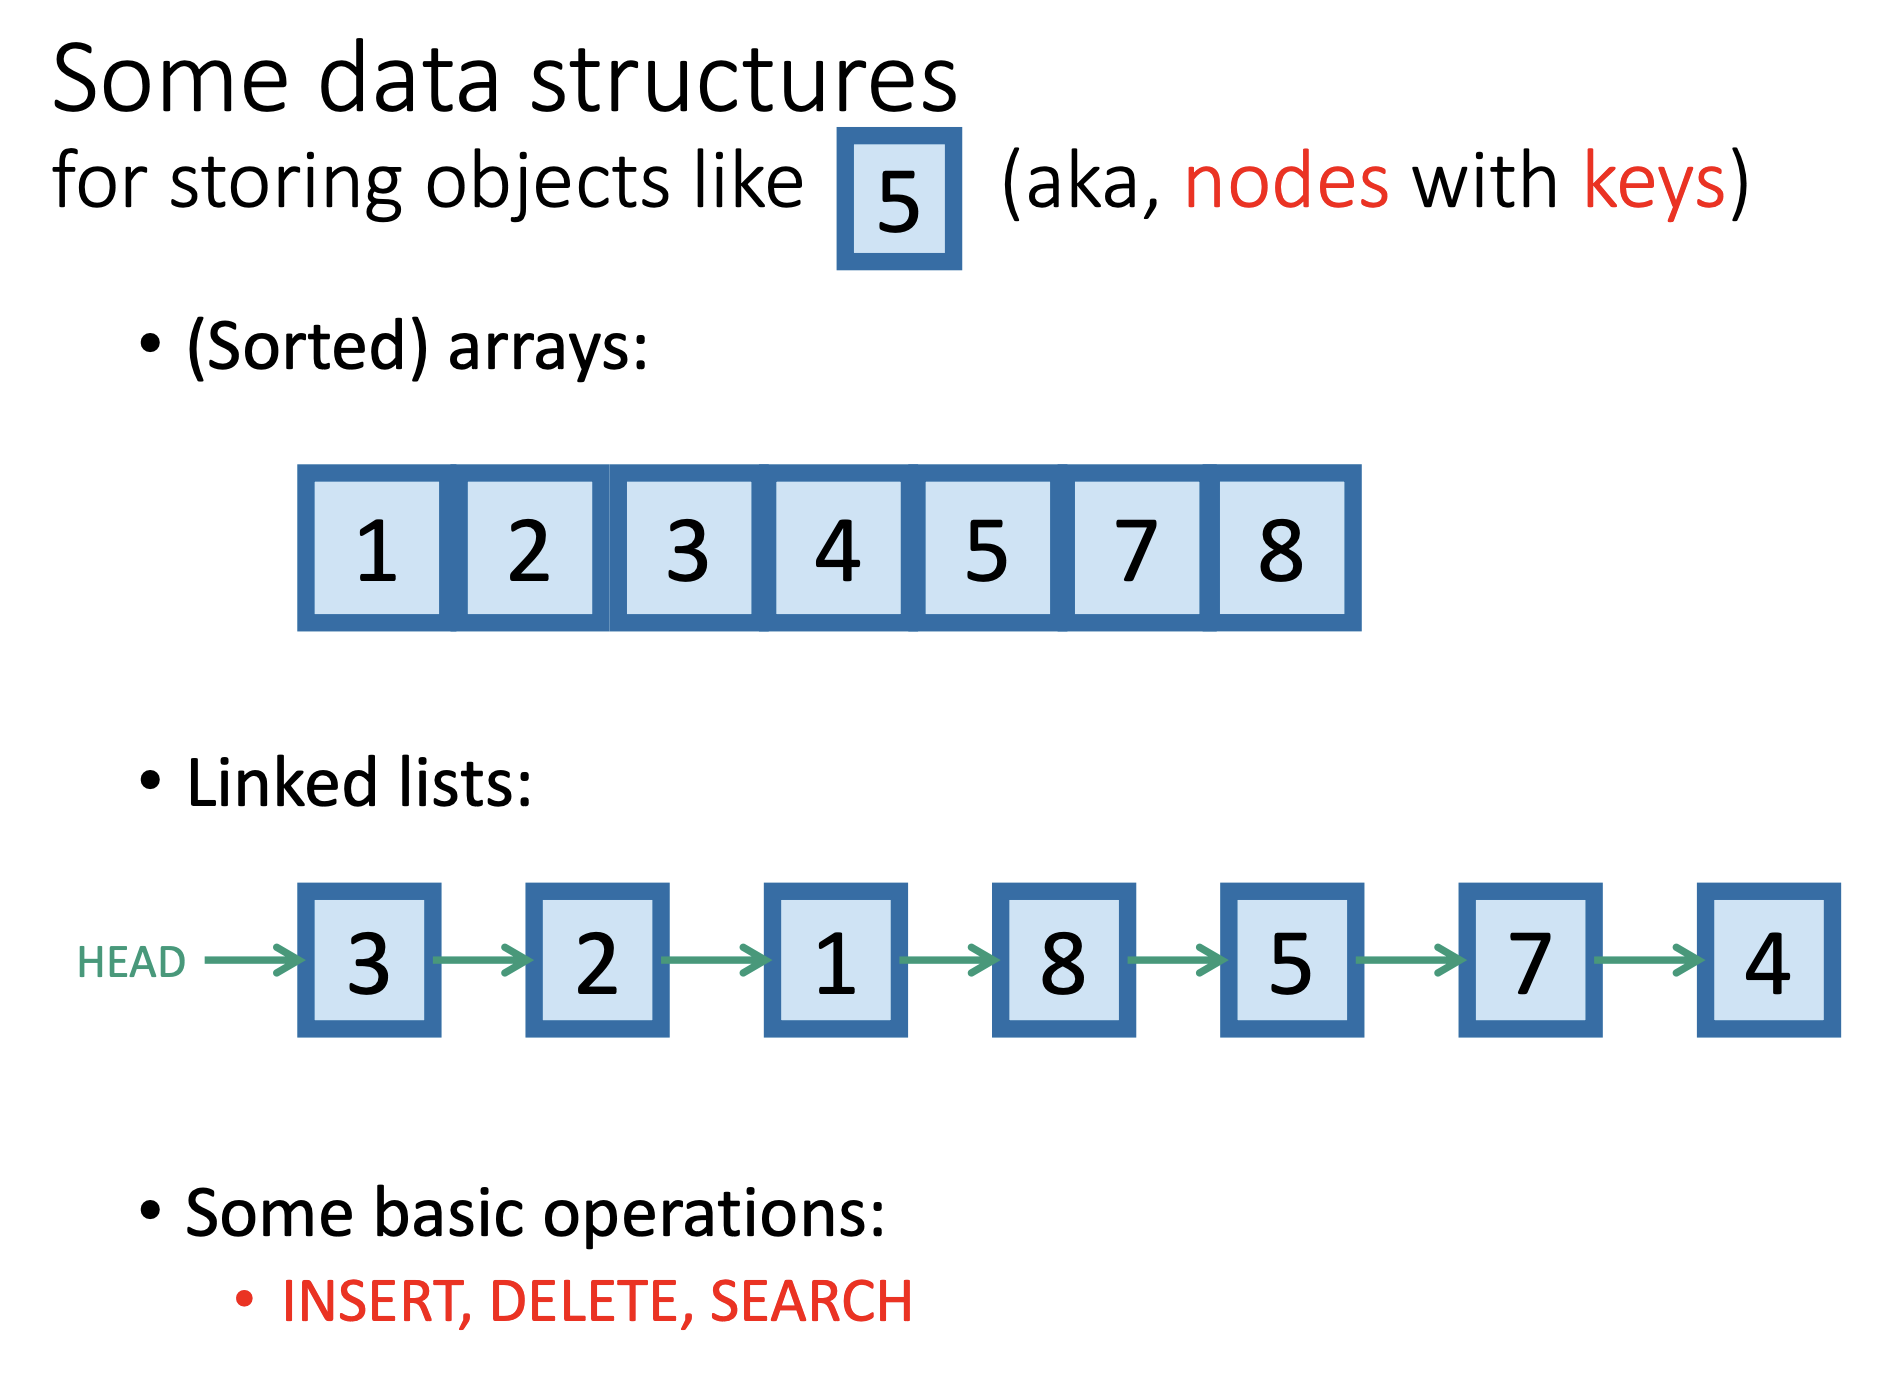 Some data structures
for storing objects like 5 (aka, nodes with keys)
• (Sorted) arrays:
1 2 3 4 5 7 8
• Linked lists:
HEAD 3 2 1 8 5 7 4
• Some basic operations:
• INSERT, DELETE, SEARCH